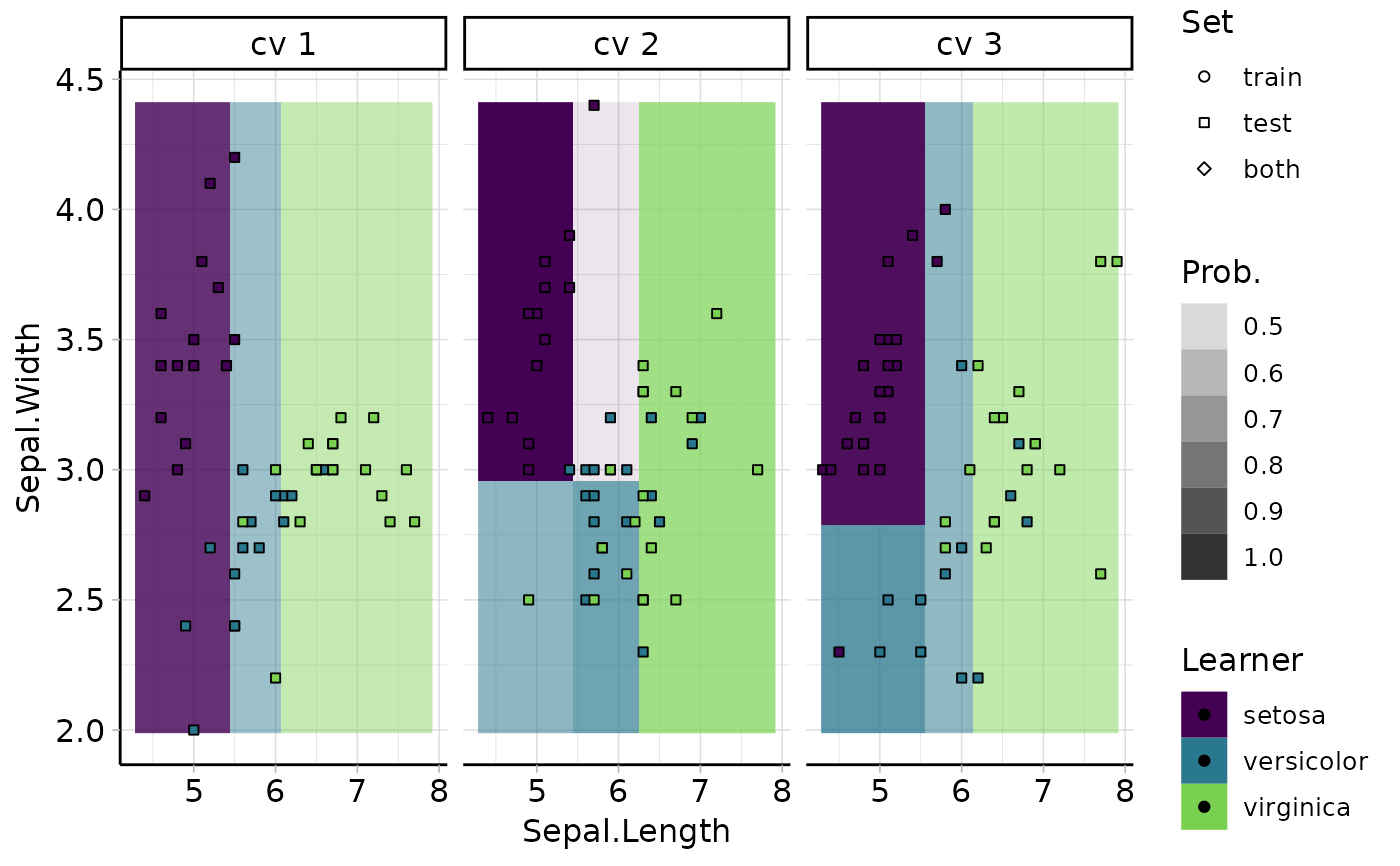 cv 1
cv 2
cv 3
4.5
4.0
3.5
3.0
2.5
2.0
Sepal.Width
5 6 7 8
5 6 7 8
5 6 7 8
Sepal.Length
Set
train
test
both
Prob.
0.5
0.6
0.7
0.8
0.9
1.0
Learner
setosa
versicolor
virginica